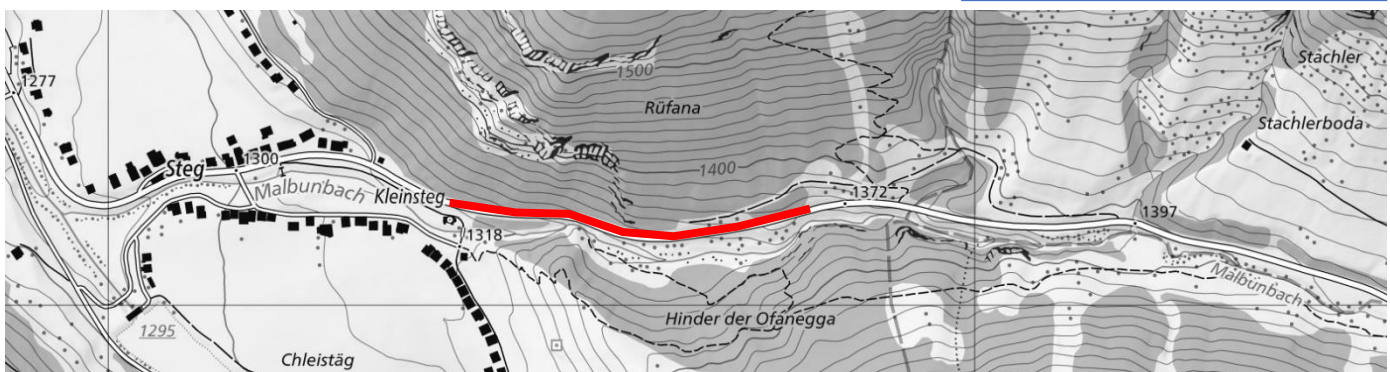 1277
1500
Stachler
Rüfana
Stachlerboda
Steg
1300
1400
Malbunbach
Kleinsteg
1372
1397
1318
Malbunbach
Hinder der Ofanegga
1295
Chleistäg